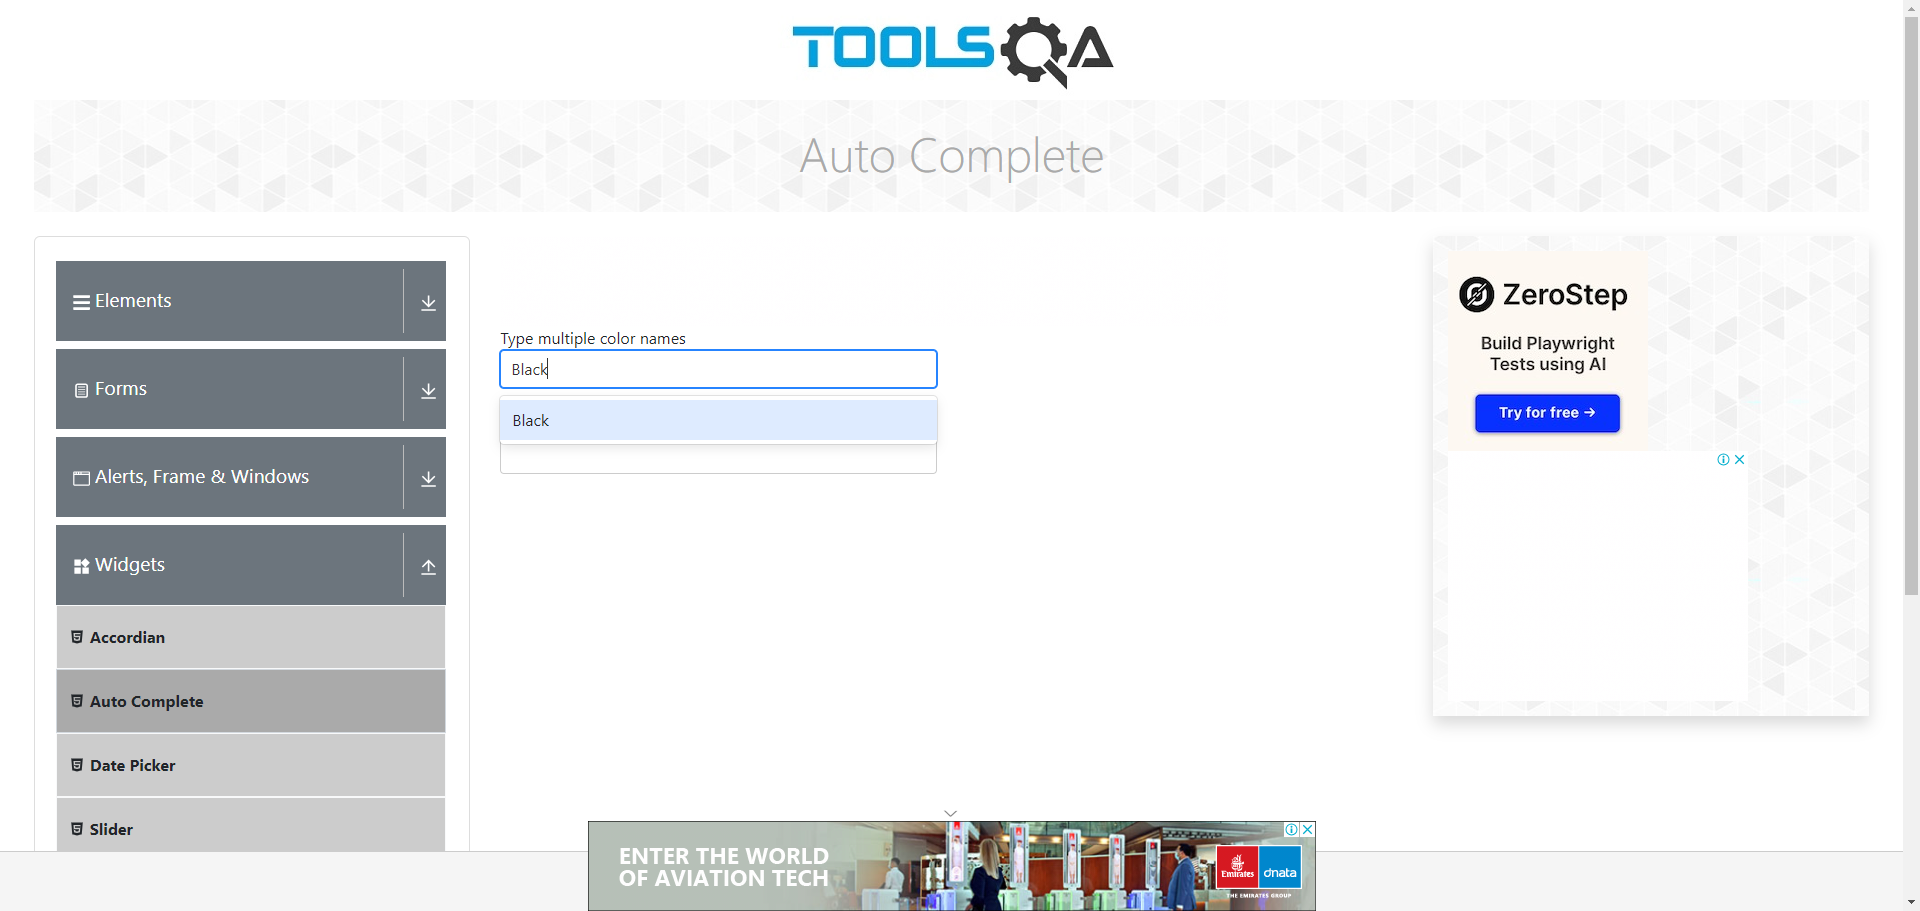 TOOLSQA
Auto Complete
Elements
Forms
Alerts, Frame & Windows
Widgets
Accordian
Auto Complete
Date Picker
Slider
Type multiple color names
Black
Black
ZeroStep
Build Playwright
Tests using AI
Try for free →
ENTER THE WORLD
OF AVIATION TECH
Emirates
dnata
THE EMIRATES GROUP